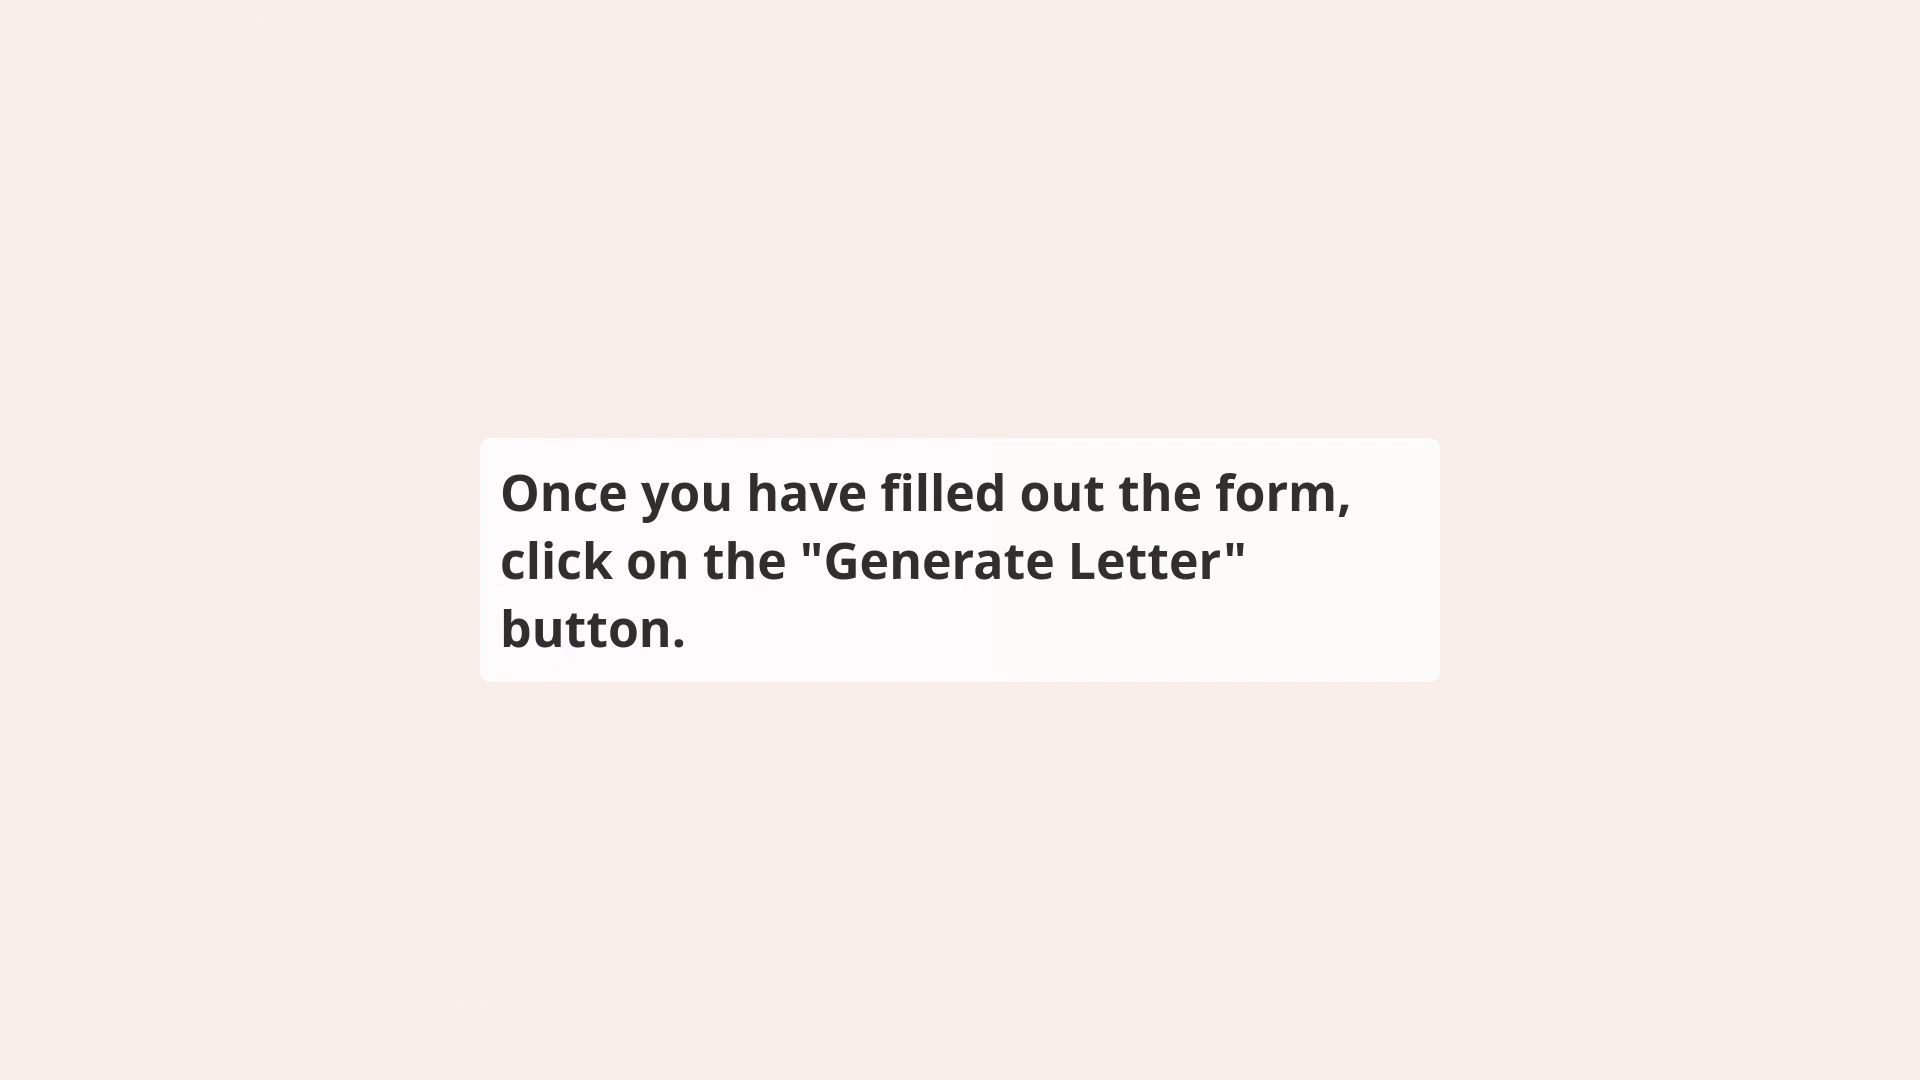 Once you have filled out the form,
click on the "Generate Letter"
button.